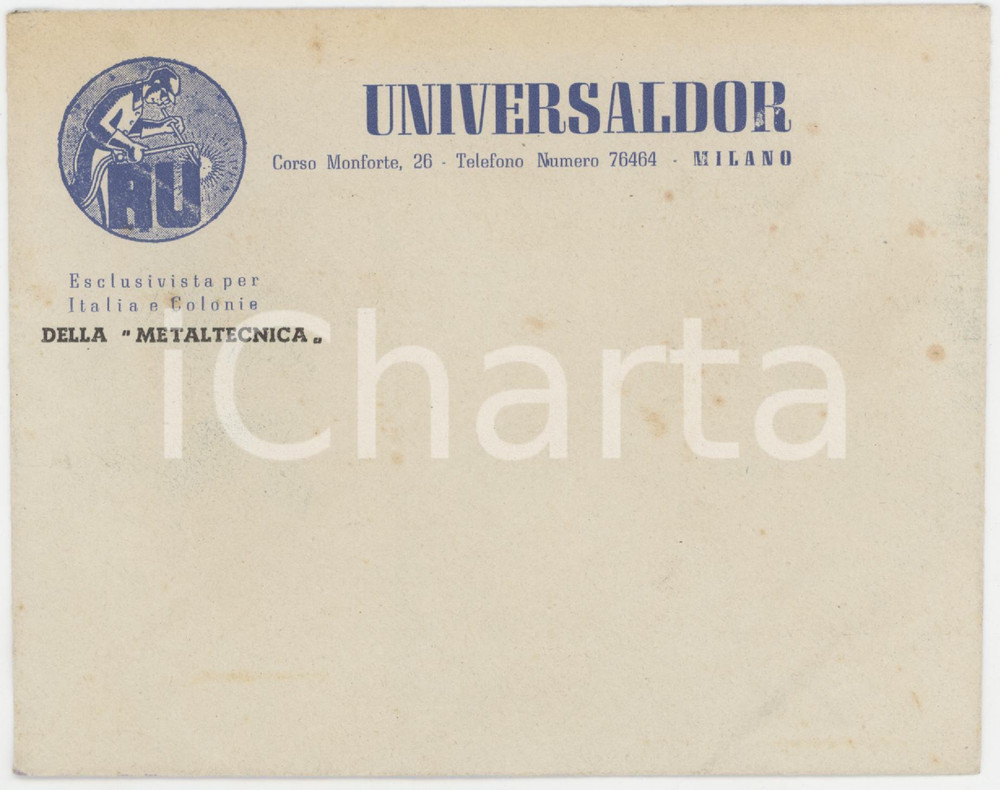 UNIVERSALDOR
Corso Monforte, 26 - Telefono Numero 76464 - MILANO
RU
Esclusivista per
Italia e Colonie
DELLA "METALTECNICA„
iCharta